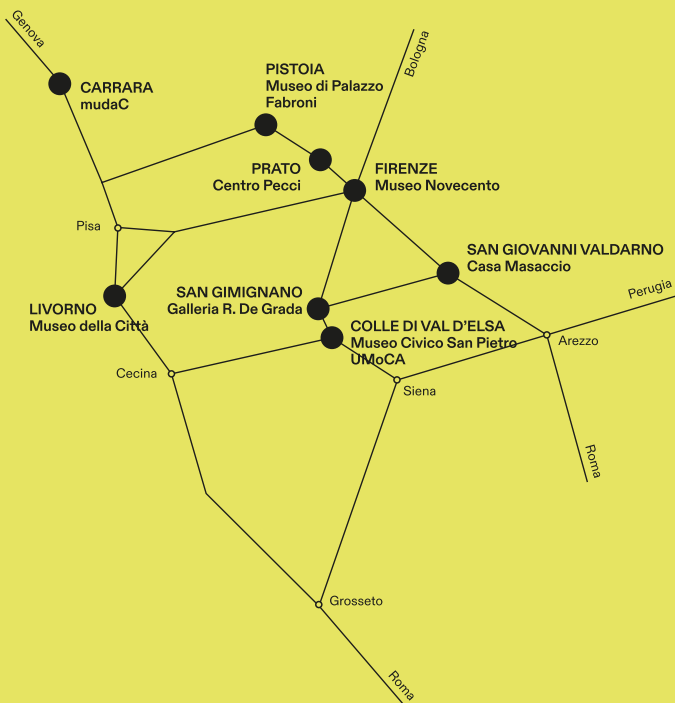 Genova
CARRARA
mudaC
PISTOIA
Museo di Palazzo
Fabroni
Bologna
PRATO
Centro Pecci
FIRENZE
Museo Novecento
Pisa
SAN GIOVANNI VALDARNO
Casa Masaccio
LIVORNO
Museo della Città
SAN GIMIGNANO
Galleria R. De Grada
Perugia
COLLE DI VAL D’ELSA
Museo Civico San Pietro
UMoCA
Arezzo
Cecina
Siena
Roma
Grosseto
Roma